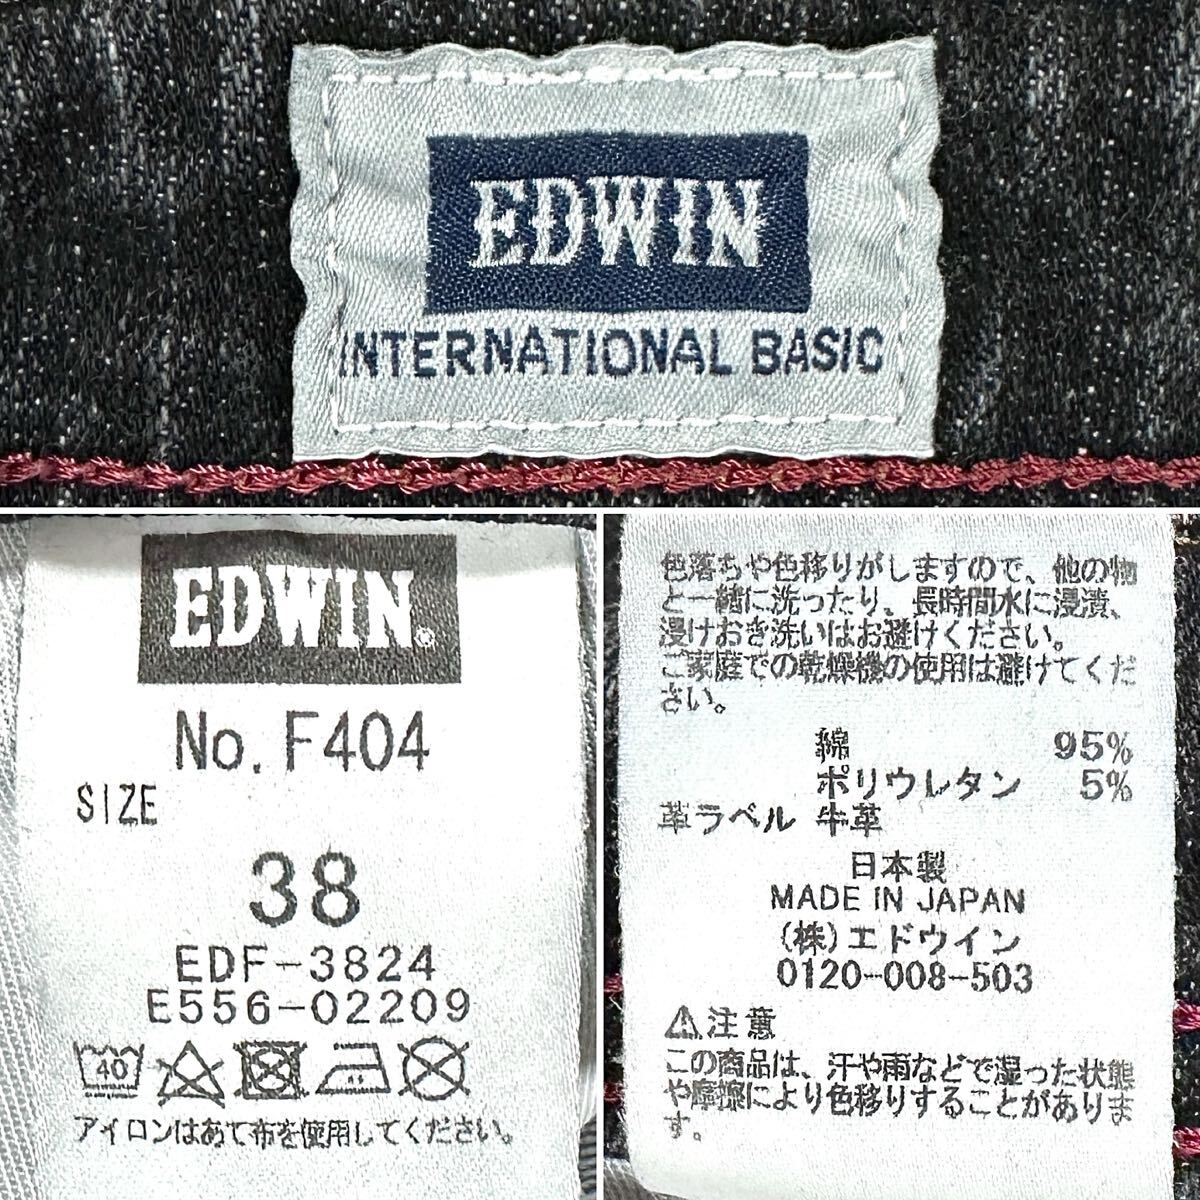 EDWIN
INTERNATIONAL BASIC
EDWIN®
No. F404
SIZE
38
EDF-3824
E556-02209
40
アイロンはあて布を使用してください。
色落ちや色移りがしますので、他の物
と一緒に洗ったり、長時間水に浸漬、
浸けおき洗いはお避けください。
ご家庭での乾燥機の使用は避けてくだ
さい。
綿 95%
ポリウレタン 5%
革ラベル 牛革
日本製
MADE IN JAPAN
(株)エドウイン
0120-008-503
⚠注意
この商品は、汗や雨などで湿った状態
や摩擦により色移りすることがありま
す。